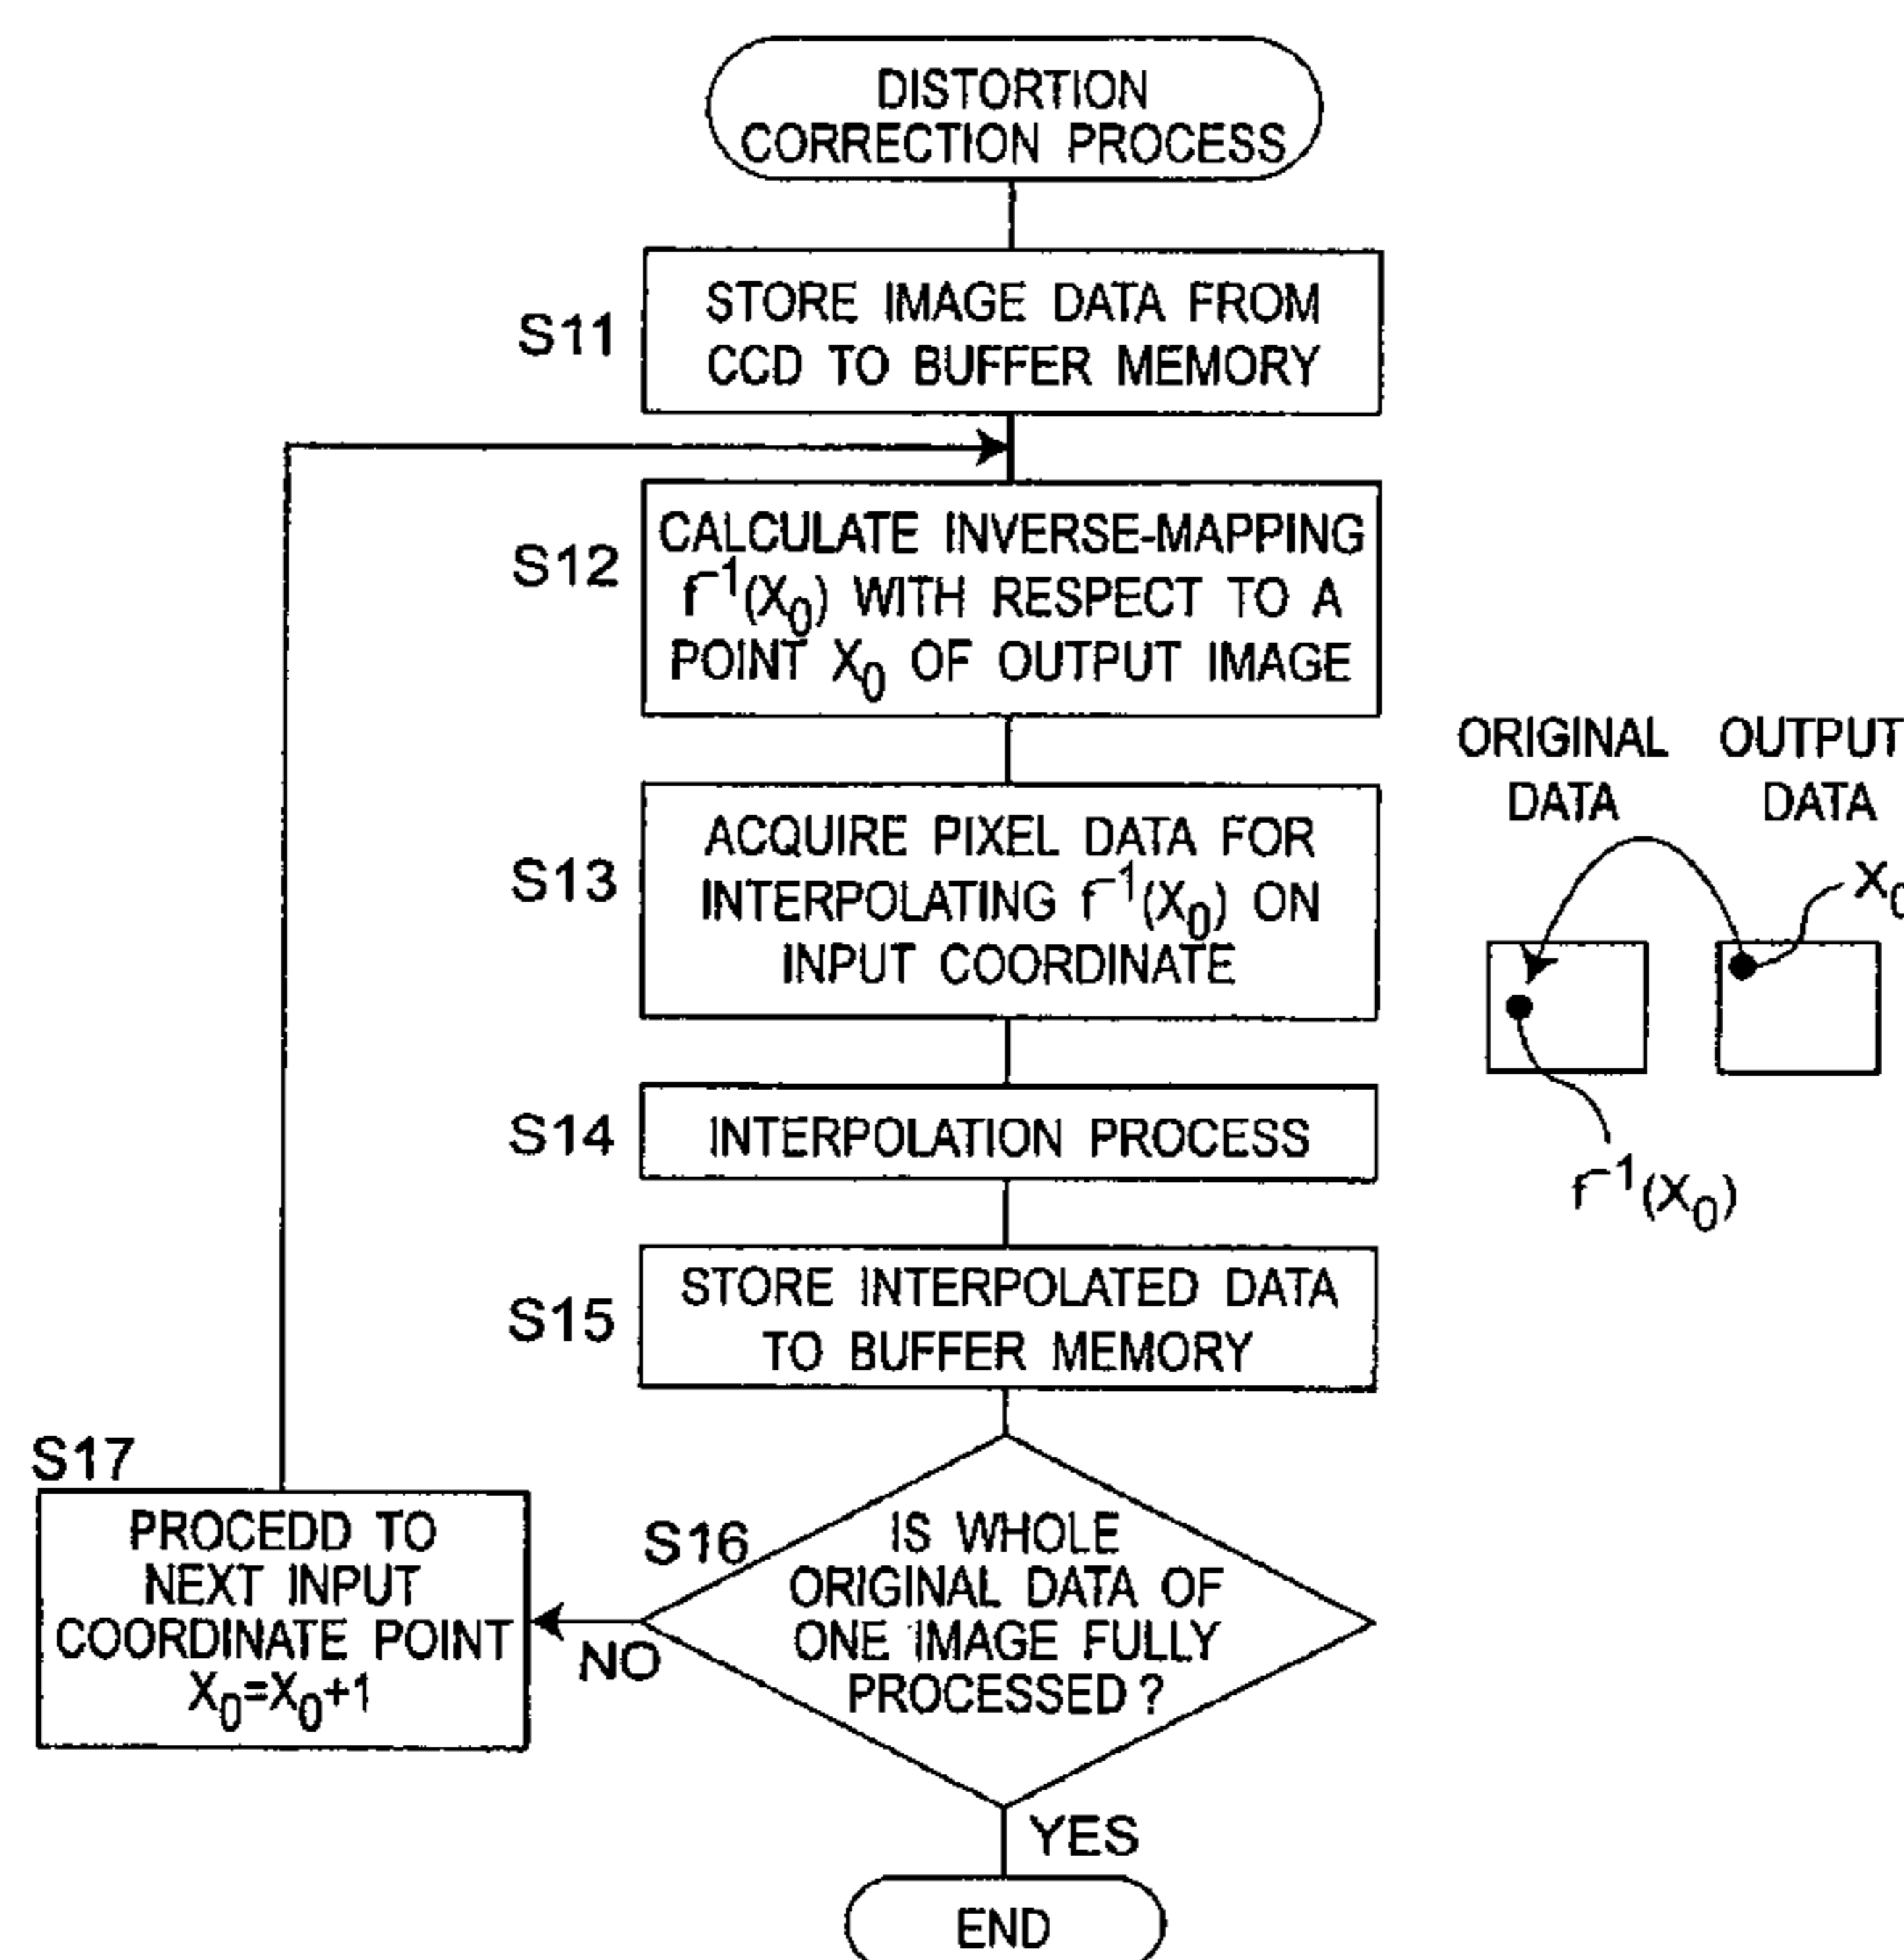 DISTORTION
CORRECTION PROCESS
S11
STORE IMAGE DATA FROM
CCD TO BUFFER MEMORY
S12
CALCULATE INVERSE-MAPPING
f⁻¹(X₀) WITH RESPECT TO A
POINT X₀ OF OUTPUT IMAGE
S13
ACQUIRE PIXEL DATA FOR
INTERPOLATING f⁻¹(X₀) ON
INPUT COORDINATE
ORIGINAL
DATA
OUTPUT
DATA
X₀
f⁻¹(X₀)
S14
INTERPOLATION PROCESS
S15
STORE INTERPOLATED DATA
TO BUFFER MEMORY
S16
IS WHOLE
ORIGINAL DATA OF
ONE IMAGE FULLY
PROCESSED ?
NO
S17
PROCEDD TO
NEXT INPUT
COORDINATE POINT
X₀=X₀+1
YES
END